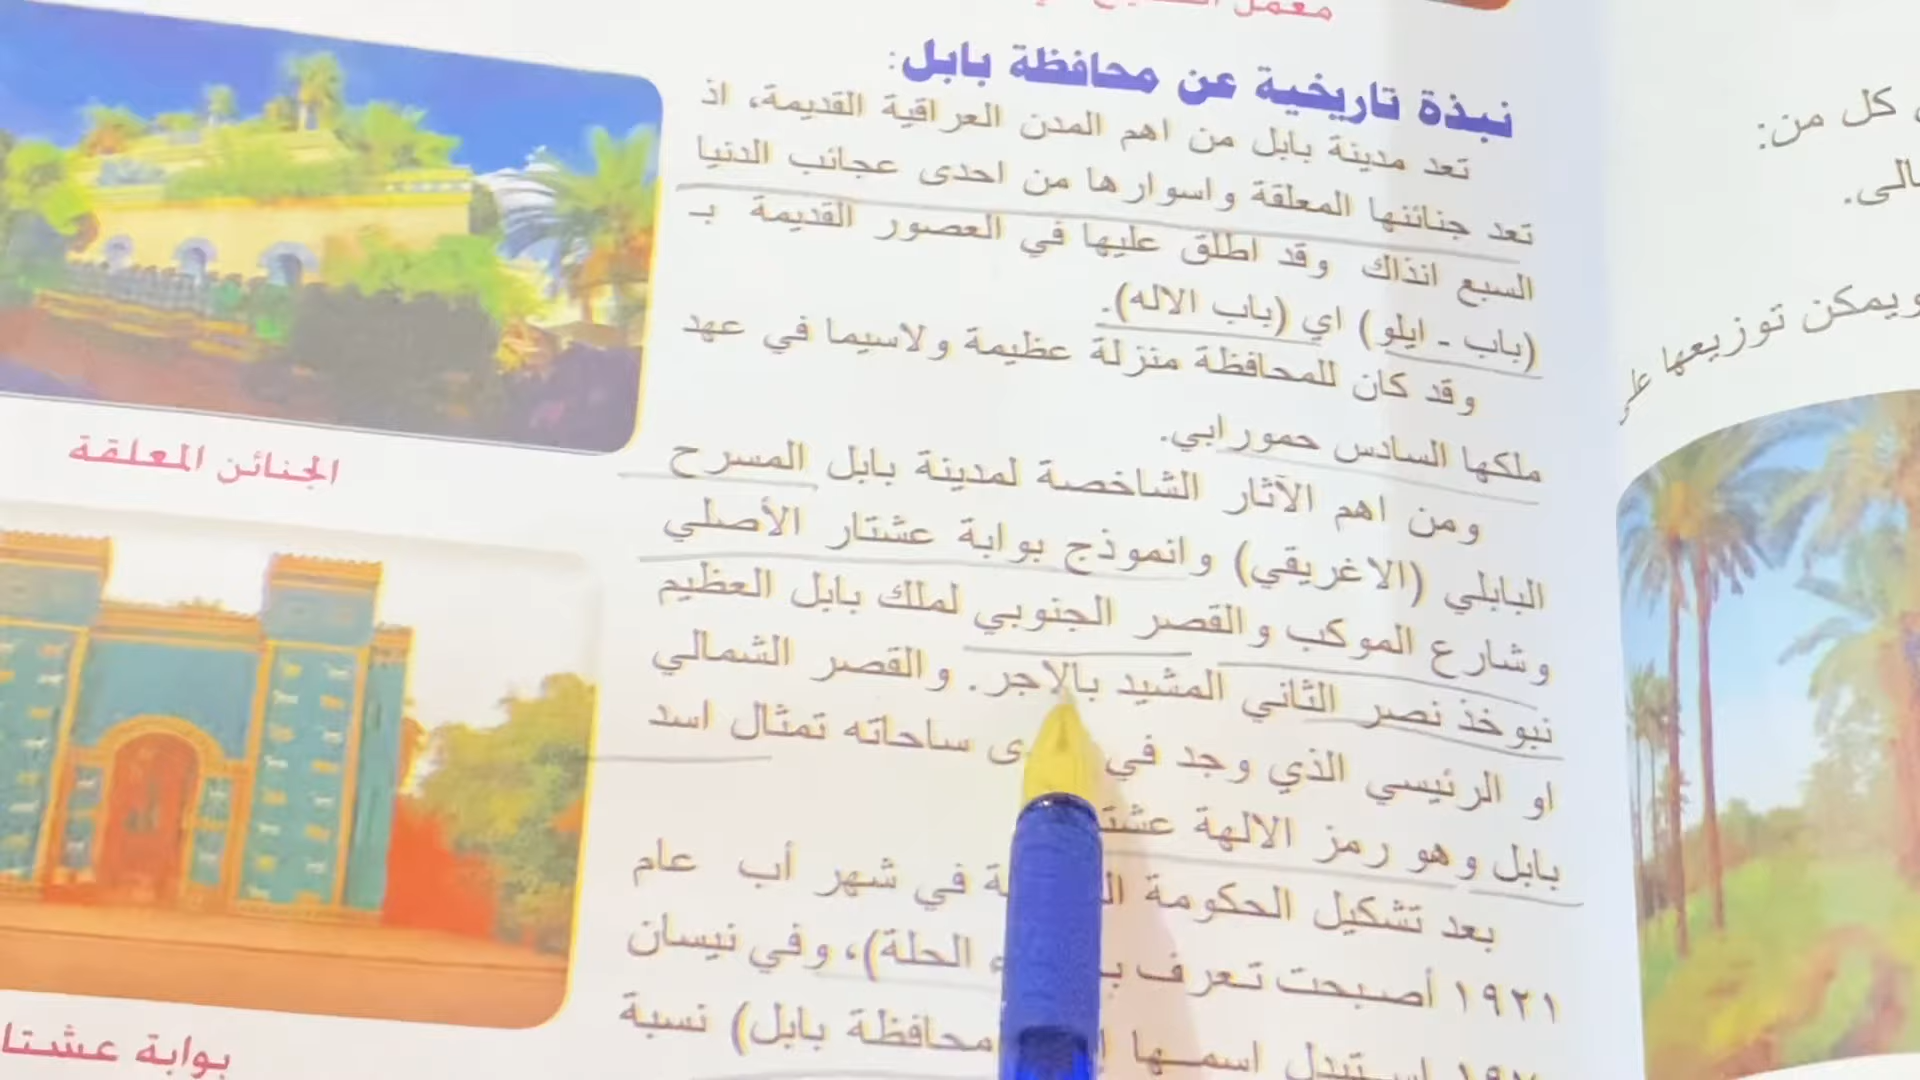 نبذة تاريخية عن محافظة بابل:
تعد مدينة بابل من اهم المدن العراقية القديمة، اذ
تعد جنائنها المعلقة واسوارها من احدى عجائب الدنيا
السبع انذاك وقد اطلق عليها في العصور القديمة بـ
(باب - ايلو) اي (باب الاله).
وقد كان للمحافظة منزلة عظيمة ولاسيما في عهد
ملكها السادس حمورابي.
ومن اهم الآثار الشاخصة لمدينة بابل المسرح
البابلي (الاغريقي) وانموذج بوابة عشتار الأصلي
وشارع الموكب والقصر الجنوبي لملك بابل العظيم
نبوخذ نصر الثاني المشيد بالاجر. والقصر الشمالي
او الرئيسي الذي وجد في ساحاته تمثال اسد
بابل وهو رمز الالهة
بعد تشكيل الحكومة في شهر أب عام
١٩٢١ أصبحت تعرف الحلة)، وفي نيسان
استبدل اسمها محافظة بابل) نسبة
الجنائن المعلقة
بوابة عشتا
كل من:
ويمكن توزيعها